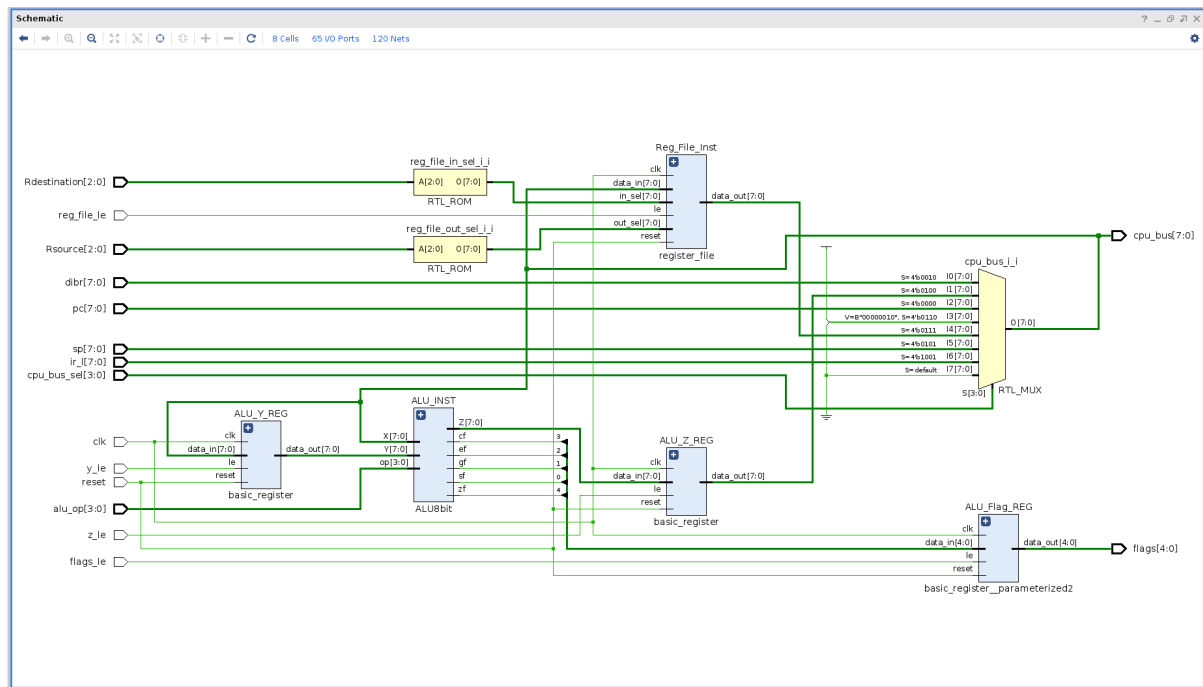 Schematic
8 Cells 65 I/O Ports 120 Nets
Reg_File_Inst
clk
data_in[7:0]
in_sel[7:0]
le
out_sel[7:0]
reset
data_out[7:0]
register_file
reg_file_in_sel_i_i
A[2:0] O[7:0]
RTL_ROM
reg_file_out_sel_i_i
A[2:0] O[7:0]
RTL_ROM
Rdestination[2:0]
reg_file_le
Rsource[2:0]
dibr[7:0]
pc[7:0]
sp[7:0]
ir_l[7:0]
cpu_bus_sel[3:0]
cpu_bus[7:0]
cpu_bus_i_i
S=4'b0010 I0[7:0]
S=4'b0100 I1[7:0]
S=4'b0000 I2[7:0]
V=B"00000010", S=4'b0110 I3[7:0]
S=4'b0111 I4[7:0]
S=4'b0101 I5[7:0]
S=4'b1001 I6[7:0]
S=default I7[7:0]
S[3:0]
O[7:0]
RTL_MUX
clk
y_le
reset
alu_op[3:0]
z_le
flags_le
ALU_Y_REG
clk
data_in[7:0]
le
reset
data_out[7:0]
basic_register
ALU_INST
X[7:0]
Y[7:0]
op[3:0]
Z[7:0]
cf 3
ef 2
gf 1
sf 0
zf 4
ALU8bit
ALU_Z_REG
clk
data_in[7:0]
le
reset
data_out[7:0]
basic_register
ALU_Flag_REG
clk
data_in[4:0]
le
reset
data_out[4:0]
basic_register__parameterized2
flags[4:0]